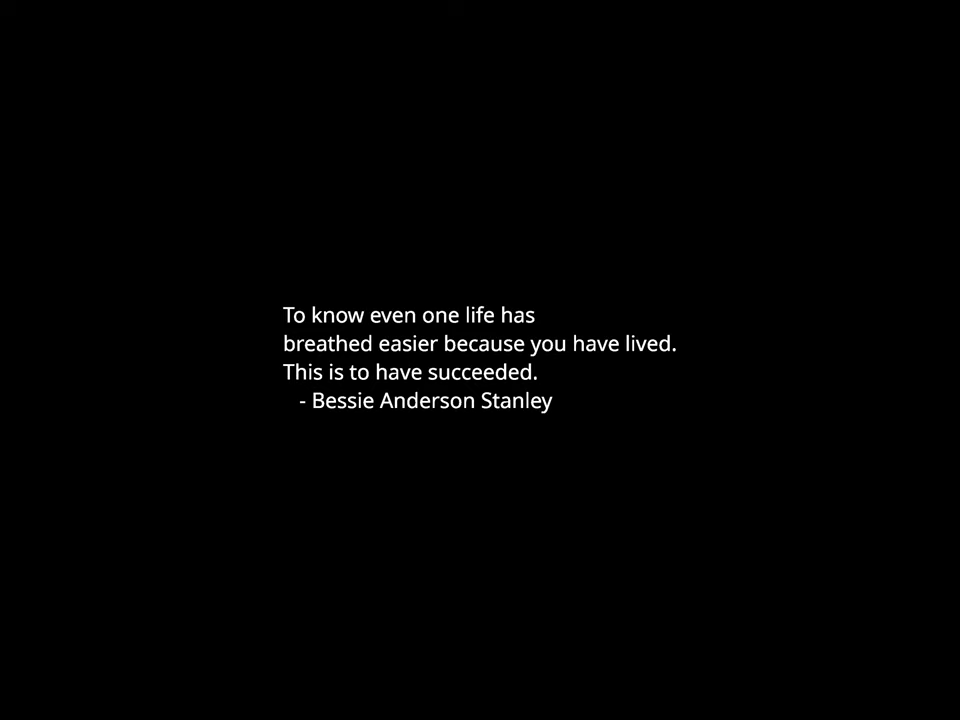 To know even one life has
breathed easier because you have lived.
This is to have succeeded.
- Bessie Anderson Stanley